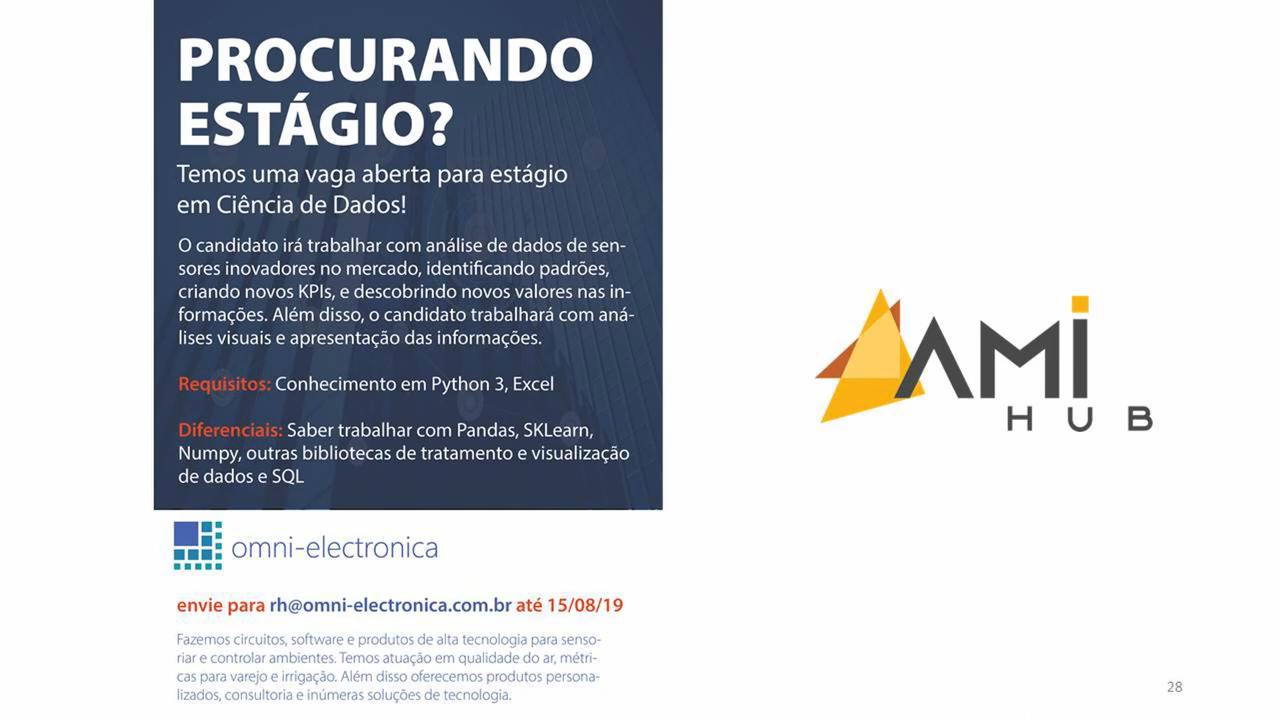 PROCURANDO
ESTÁGIO?
Temos uma vaga aberta para estágio
em Ciência de Dados!
O candidato irá trabalhar com análise de dados de sen-
sores inovadores no mercado, identificando padrões,
criando novos KPIs, e descobrindo novos valores nas in-
formações. Além disso, o candidato trabalhará com aná-
lises visuais e apresentação das informações.
Requisitos: Conhecimento em Python 3, Excel
Diferenciais: Saber trabalhar com Pandas, SKLearn,
Numpy, outras bibliotecas de tratamento e visualização
de dados e SQL
omni-electronica
envie para rh@omni-electronica.com.br até 15/08/19
Fazemos circuitos, software e produtos de alta tecnologia para senso-
riar e controlar ambientes. Temos atuação em qualidade do ar, métri-
cas para varejo e irrigação. Além disso oferecemos produtos persona-
lizados, consultoria e inúmeras soluções de tecnologia.
AMI
HUB
28